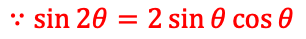 ∵ sin 2θ = 2 sin θ cos θ